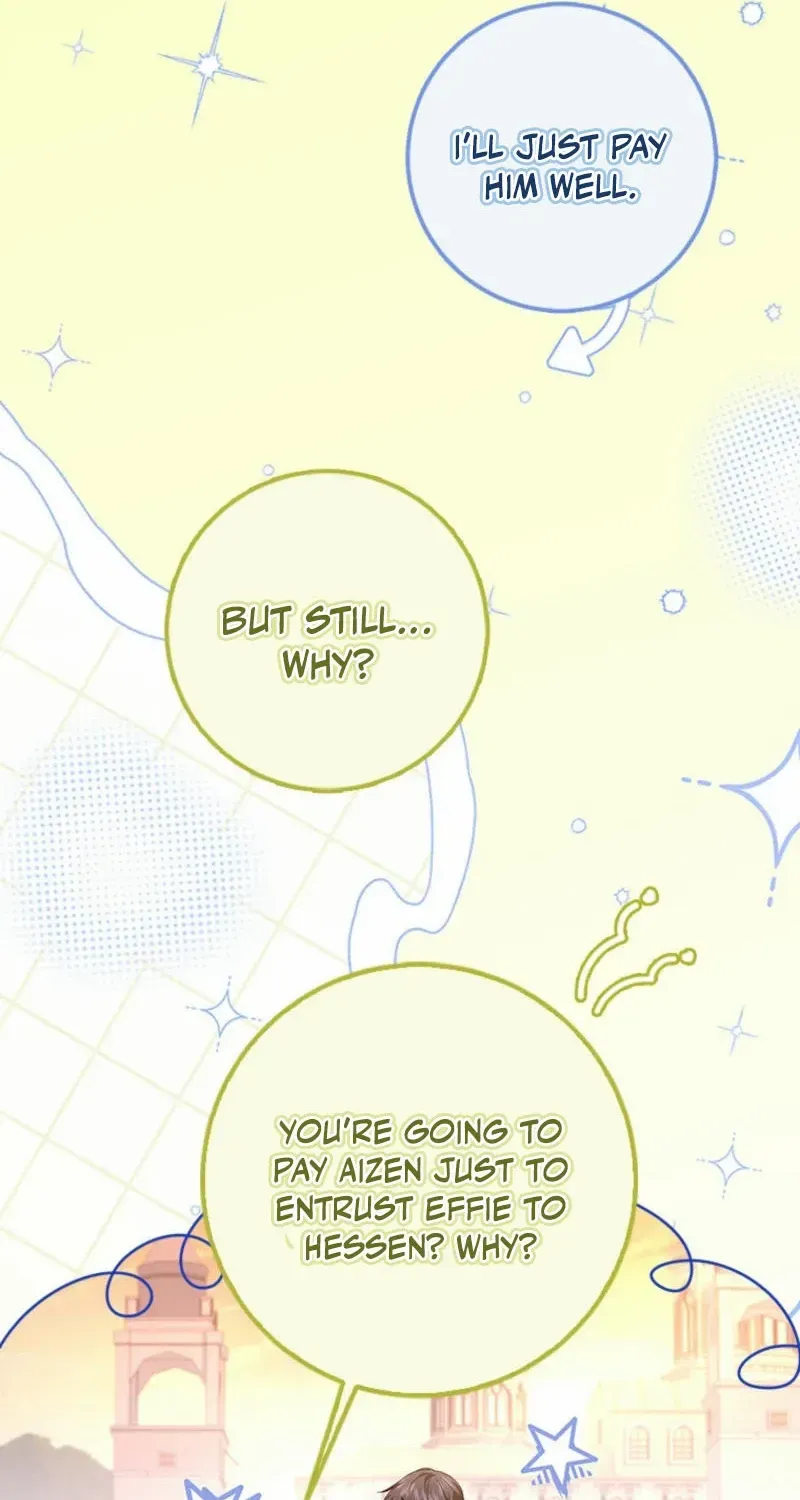 I'LL JUST PAY
HIM WELL.
BUT STILL...
WHY?
YOU'RE GOING TO
PAY AIZEN JUST TO
ENTRUST EFFIE TO
HESSEN? WHY?